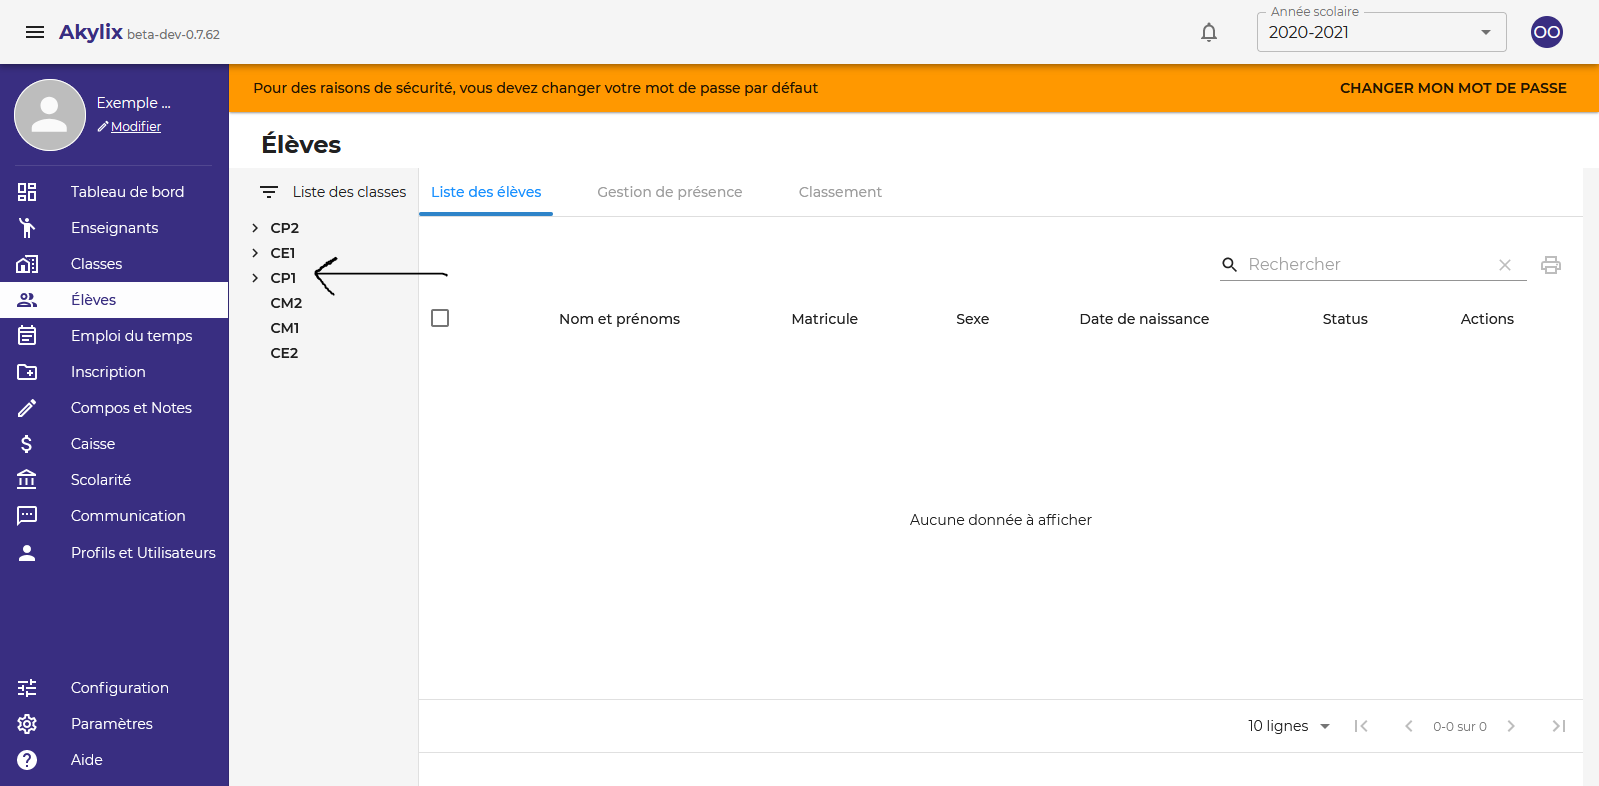 Akylix beta-dev-0.7.62
Année scolaire
2020-2021
OO
Exemple ...
Modifier
Tableau de bord
Enseignants
Classes
Élèves
Emploi du temps
Inscription
Compos et Notes
Caisse
Scolarité
Communication
Profils et Utilisateurs
Configuration
Paramètres
Aide
Pour des raisons de sécurité, vous devez changer votre mot de passe par défaut CHANGER MON MOT DE PASSE
Élèves
Liste des classes
CP2
CE1
CP1
CM2
CM1
CE2
Liste des élèves Gestion de présence Classement
Rechercher
Nom et prénoms Matricule Sexe Date de naissance Status Actions
Aucune donnée à afficher
10 lignes 0-0 sur 0